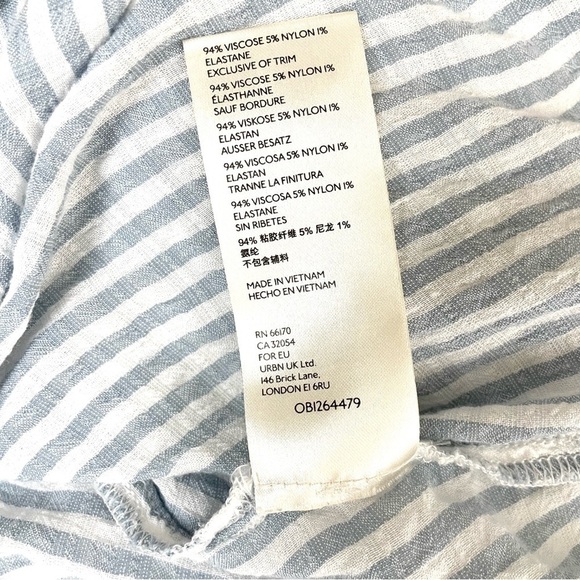 94% VISCOSE 5% NYLON 1%
ELASTANE
EXCLUSIVE OF TRIM
94% VISCOSE 5% NYLON 1%
ÉLASTHANNE
SAUF BORDURE
94% VISKOSE 5% NYLON 1%
ELASTAN
AUSSER BESATZ
94% VISCOSA 5% NYLON 1%
ELASTAN
TRANNE LA FINITURA
94% VISCOSA 5% NYLON 1%
ELASTANE
SIN RIBETES
94% 粘胶纤维 5% 尼龙 1%
氨纶
不包含辅料
MADE IN VIETNAM
HECHO EN VIETNAM
RN 66170
CA 32054
FOR EU
URBN UK Ltd.
146 Brick Lane,
LONDON E1 6RU
OB1264479